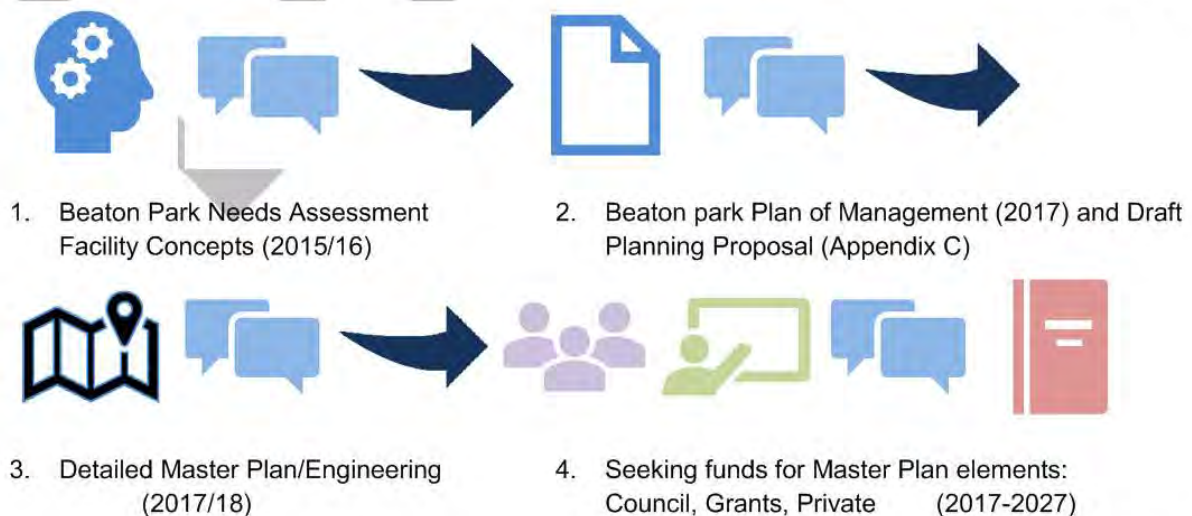 1. Beaton Park Needs Assessment
Facility Concepts (2015/16)
2. Beaton park Plan of Management (2017) and Draft
Planning Proposal (Appendix C)
3. Detailed Master Plan/Engineering
(2017/18)
4. Seeking funds for Master Plan elements:
Council, Grants, Private (2017-2027)